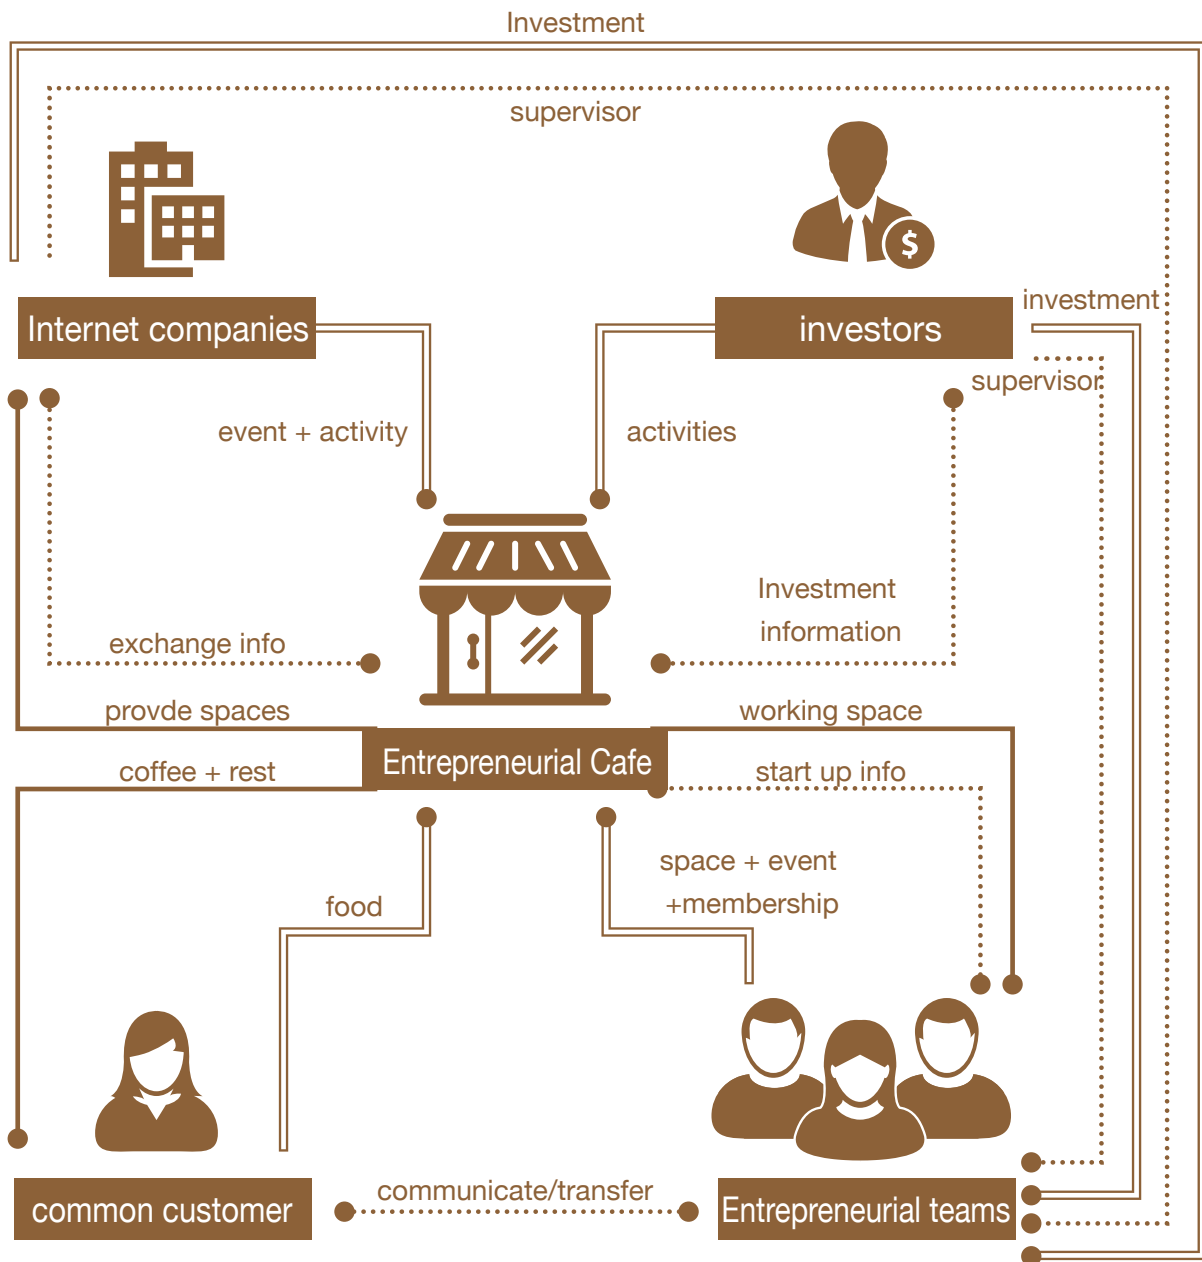 Investment
supervisor
$
Internet companies
investors
investment
supervisor
event + activity
activities
Investment
information
exchange info
provde spaces
working space
Entrepreneurial Cafe
coffee + rest
start up info
space + event
+membership
food
common customer
communicate/transfer
Entrepreneurial teams